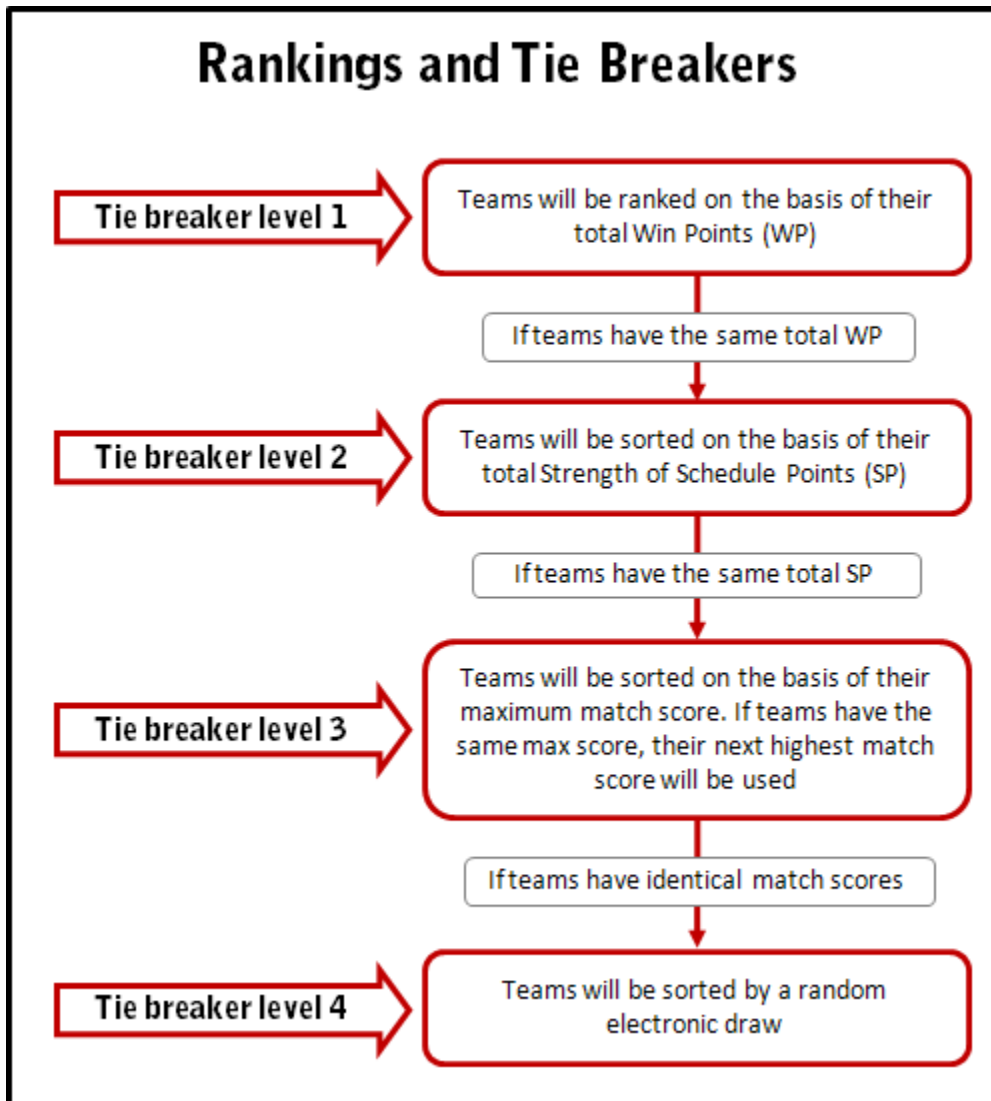 Rankings and Tie Breakers
Tie breaker level 1
Teams will be ranked on the basis of their
total Win Points (WP)
If teams have the same total WP
Tie breaker level 2
Teams will be sorted on the basis of their
total Strength of Schedule Points (SP)
If teams have the same total SP
Tie breaker level 3
Teams will be sorted on the basis of their
maximum match score. If teams have the
same max score, their next highest match
score will be used
If teams have identical match scores
Tie breaker level 4
Teams will be sorted by a random
electronic draw